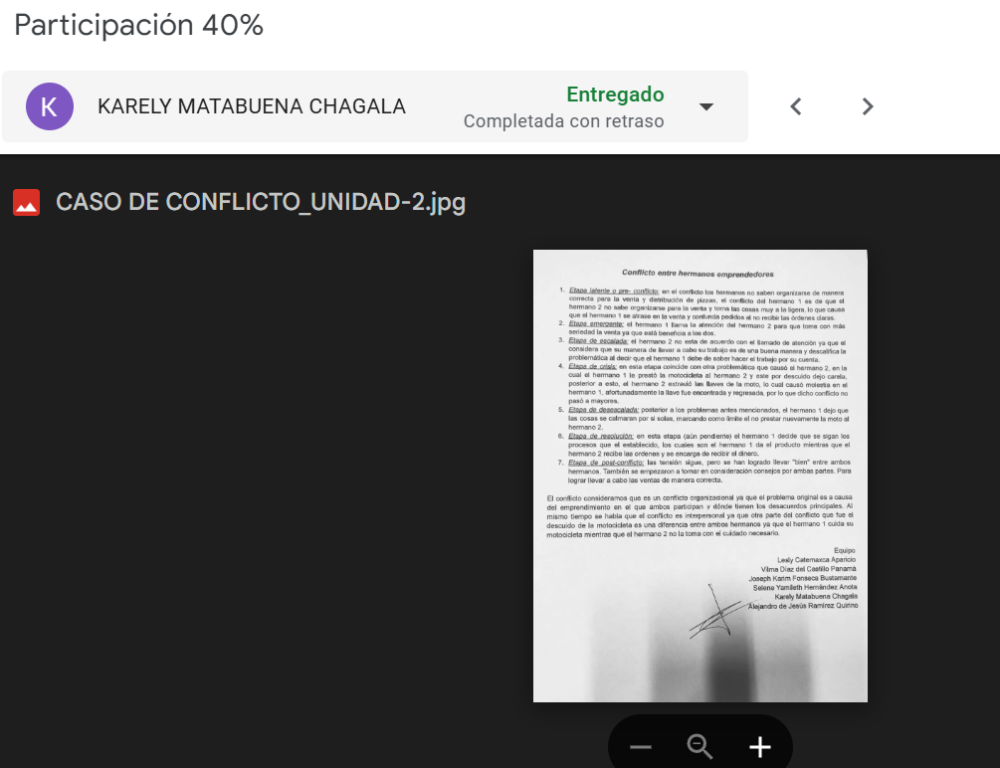 Participación 40%
K
KARELY MATABUENA CHAGALA
Entregado
Completada con retraso
CASO DE CONFLICTO_UNIDAD-2.jpg
Conflicto entre hermanos emprendedores
1. Etapa latente o pre- conflicto: en el conflicto los hermanos no saben organizarse de manera
correcta para la venta y distribución de pizzas, el conflicto del hermano 1 es de que el
hermano 2 no sabe organizarse para la venta y toma las cosas muy a la ligera, lo que causa
que el hermano 1 se atrase en la venta y confunda pedidos al no recibir las órdenes claras.
2. Etapa emergente: el hermano 1 llama la atención del hermano 2 para que tome con más
seriedad la venta ya que está beneficia a los dos.
3. Etapa de escalada: el hermano 2 no esta de acuerdo con el llamado de atención ya que el
considera que su manera de llevar a cabo su trabajo es de una buena manera y descalifica la
problemática al decir que el hermano 1 debe de saber hacer el trabajo por su cuenta.
4. Etapa de crisis: en esta etapa coincide con otra problemática que causó el hermano 2, en la
cual el hermano 1 le prestó la motocicleta al hermano 2 y este por descuido dejo careta,
posterior a esto, el hermano 2 extravió las llaves de la moto, lo cual causó molestia en el
hermano 1, afortunadamente la llave fue encontrada y regresada, por lo que dicho conflicto no
pasó a mayores.
5. Etapa de desescalada: posterior a los problemas antes mencionados, el hermano 1 dejo que
las cosas se calmaran por si solas, marcando como limite el no prestar nuevamente la moto al
hermano 2.
6. Etapa de resolución: en esta etapa (aún pendiente) el hermano 1 decide que se sigan los
procesos que el establecido, los cuales son el hermano 1 da el producto mientras que el
hermano 2 recibe las ordenes y se encarga de recibir el dinero.
7. Etapa de post-conflicto: las tensión sigue, pero se han logrado llevar "bien" entre ambos
hermanos. También se empezaron a tomar en consideración consejos por ambas partes. Para
lograr llevar a cabo las ventas de manera correcta.
El conflicto consideramos que es un conflicto organizacional ya que el problema original es a causa
del emprendimiento en el que ambos participan y dónde tienen los desacuerdos principales. Al
mismo tiempo se habla que el conflicto es interpersonal ya que otra parte del conflicto que fue el
descuido de la motocicleta es una diferencia entre ambos hermanos ya que el hermano 1 cuida su
motocicleta mientras que el hermano 2 no la toma con el cuidado necesario.
Equipo
Lesly Catemaxca Aparicio
Vilma Díaz del Castillo Panamá
Joseph Karim Fonseca Bustamante
Selene Yamileth Hernández Anota
Karely Matabuena Chagala
Alejandro de Jesús Ramírez Quirino